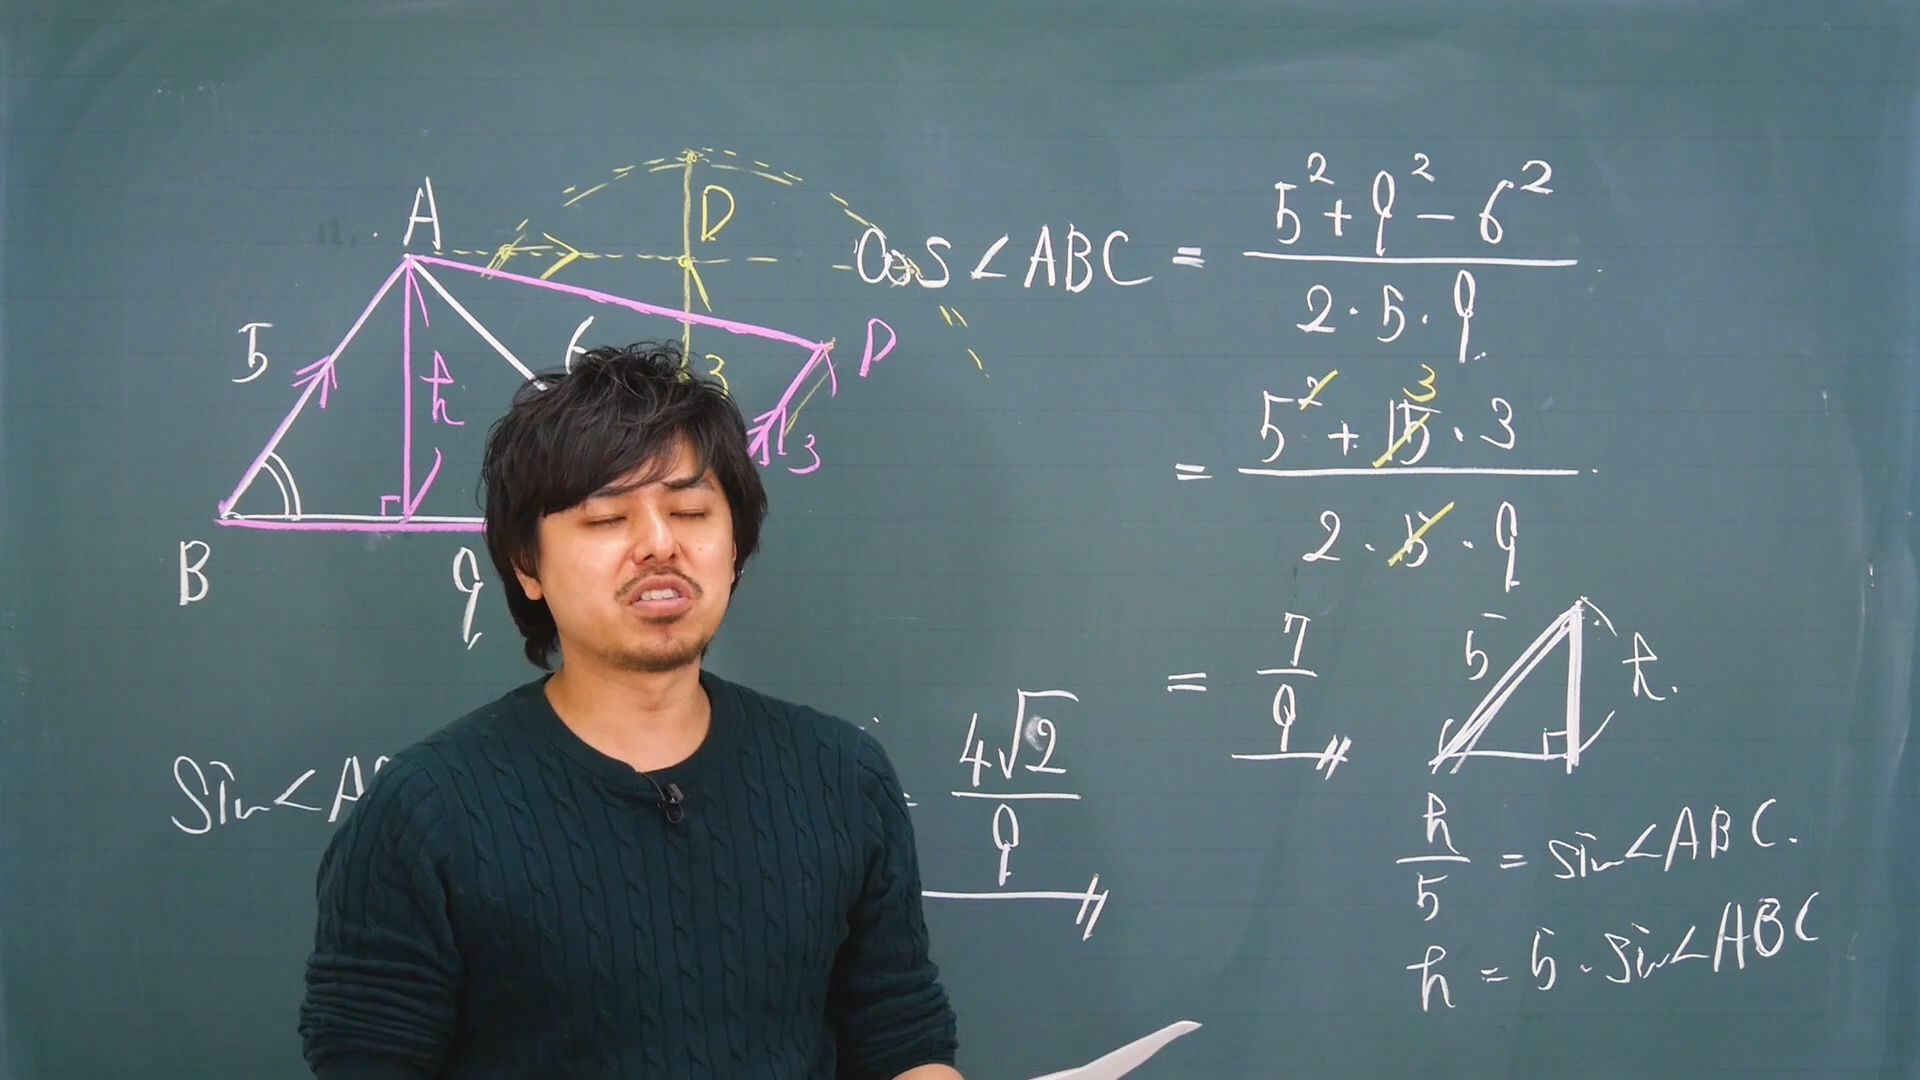 A
D
5
h
D
3
3
B
9
cos∠ABC = (5² + 9² - 6²) / (2・5・9)
= (5² + 15・3) / (2・5・9)
3
= 7/9
5
h.
sin∠A
= 4√2 / 9
h/5 = sin∠ABC.
h = 5・sin∠ABC